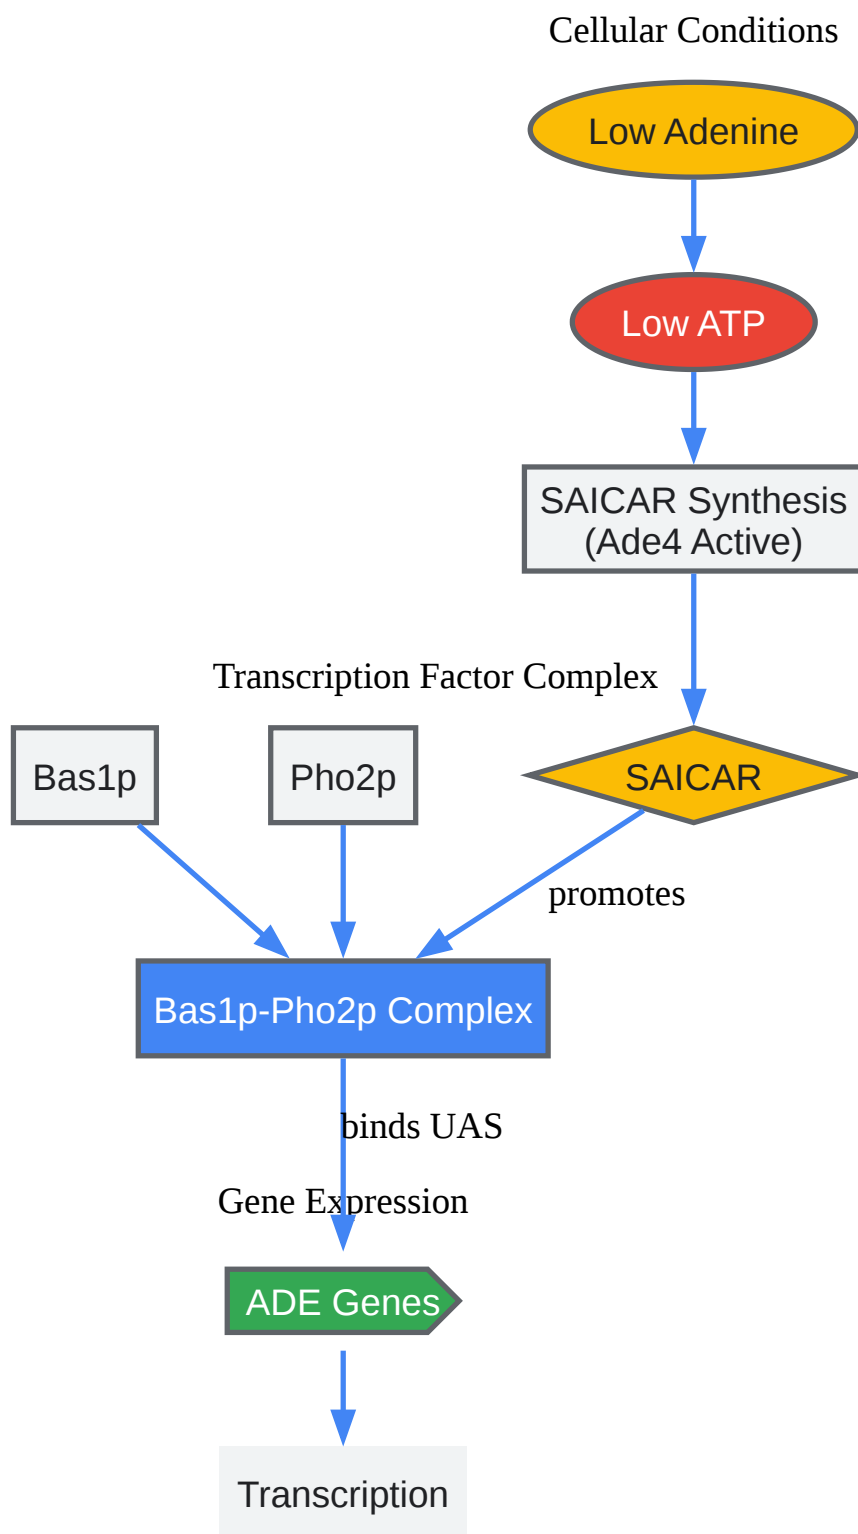 Cellular Conditions
Low Adenine
Low ATP
SAICAR Synthesis
(Ade4 Active)
Transcription Factor Complex
Bas1p
Pho2p
SAICAR
promotes
Bas1p-Pho2p Complex
binds UAS
Gene Expression
ADE Genes
Transcription